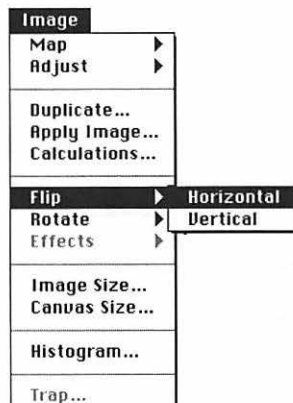 Image
Map
Adjust
Duplicate...
Apply Image...
Calculations...
Flip
Horizontal
Rotate
Vertical
Effects
Image Size...
Canvas Size...
Histogram...
Trap...